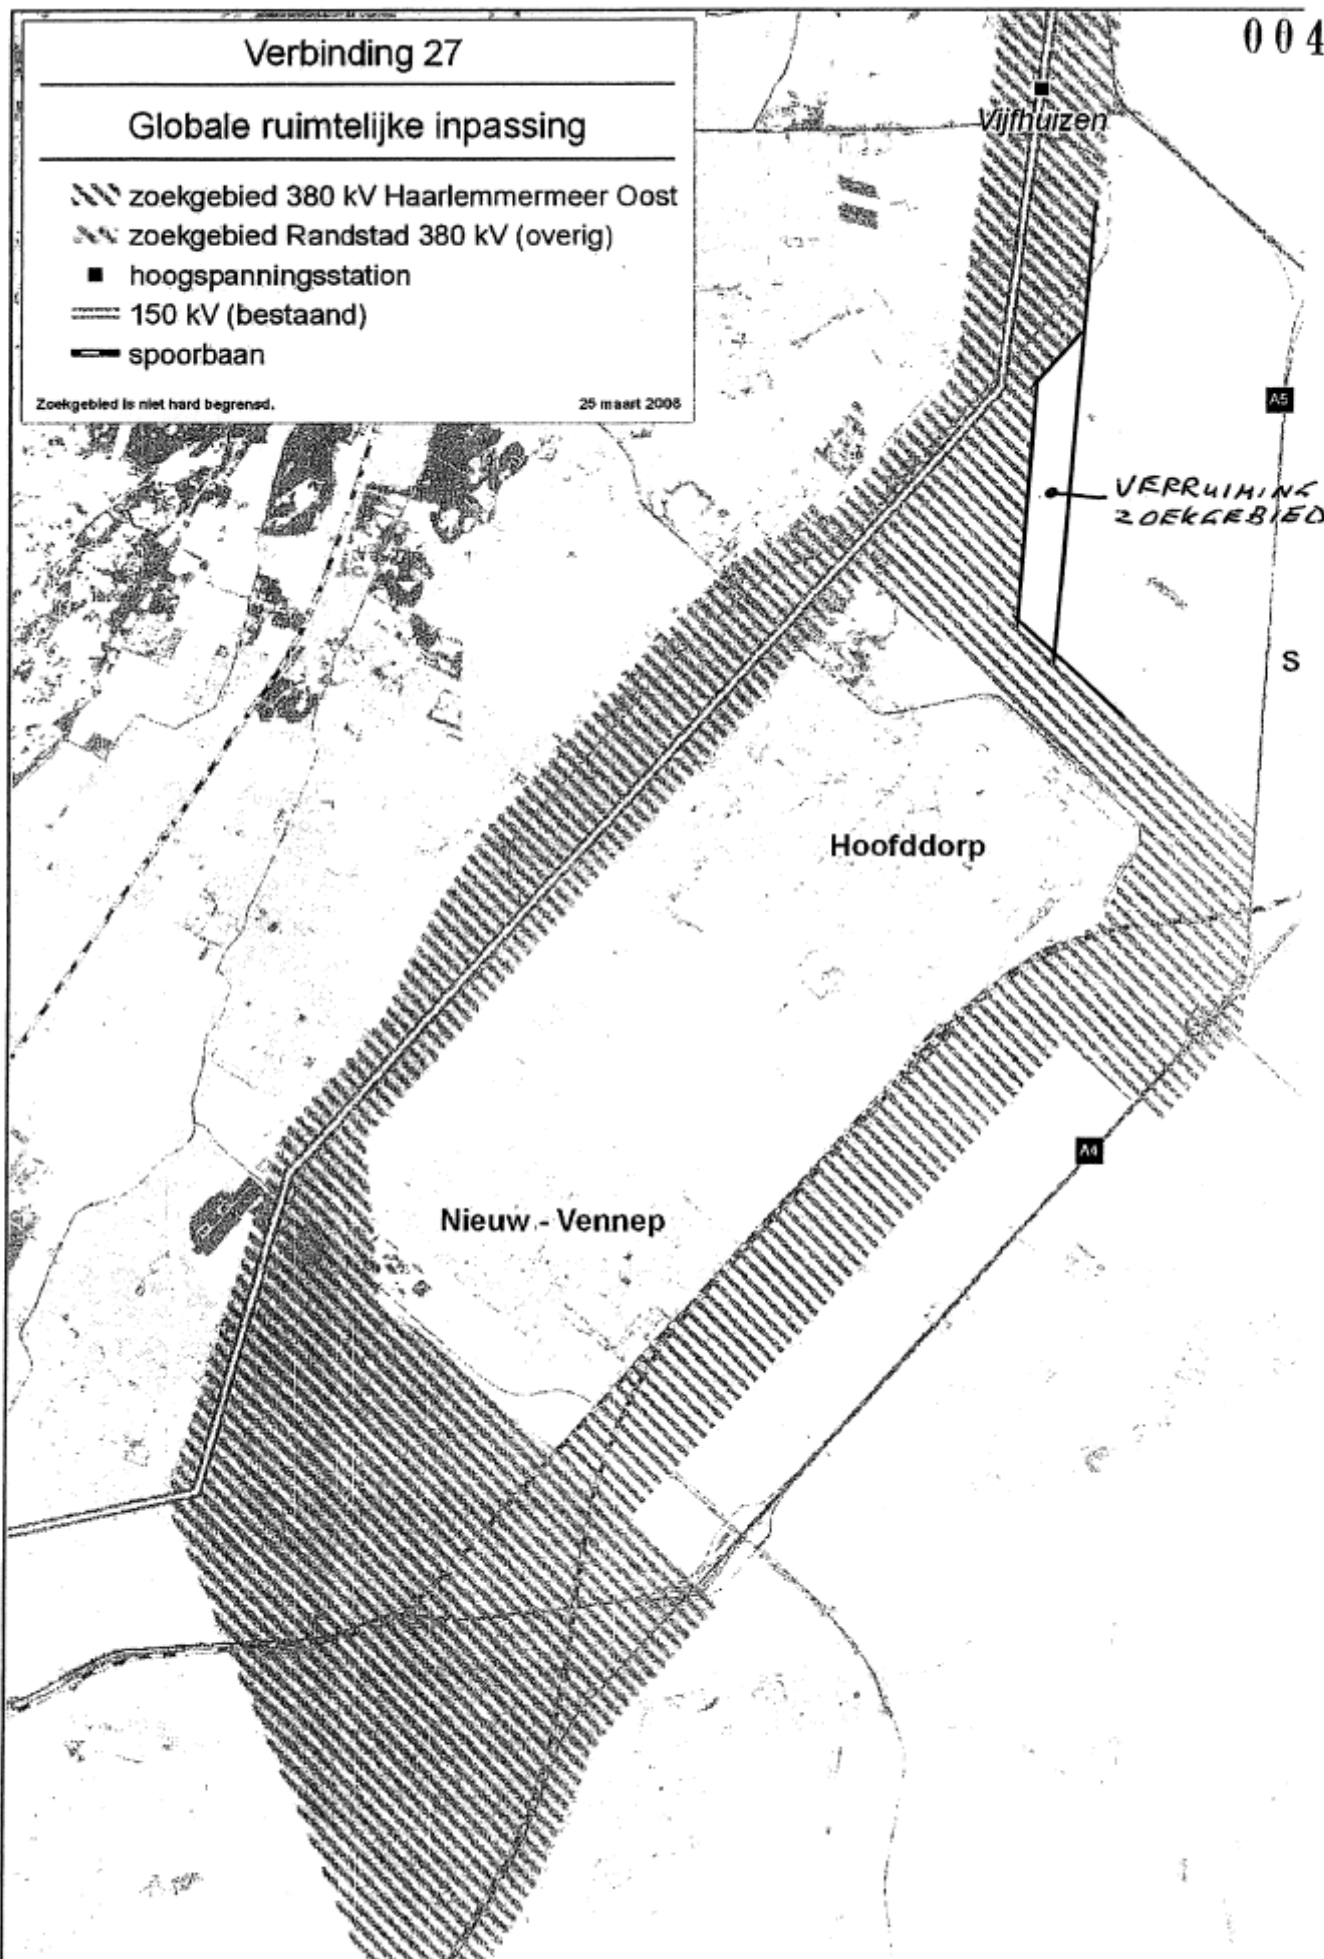 004
Verbinding 27
Globale ruimtelijke inpassing
zoekgebied 380 kV Haarlemmermeer Oost
zoekgebied Randstad 380 kV (overig)
hoogspanningsstation
150 kV (bestaand)
spoorbaan
Zoekgebied is niet hard begrensd.
25 maart 2008
Vijfhuizen
A5
VERRUIMING
ZOEKGEBIED
S
Hoofddorp
A4
Nieuw - Vennep